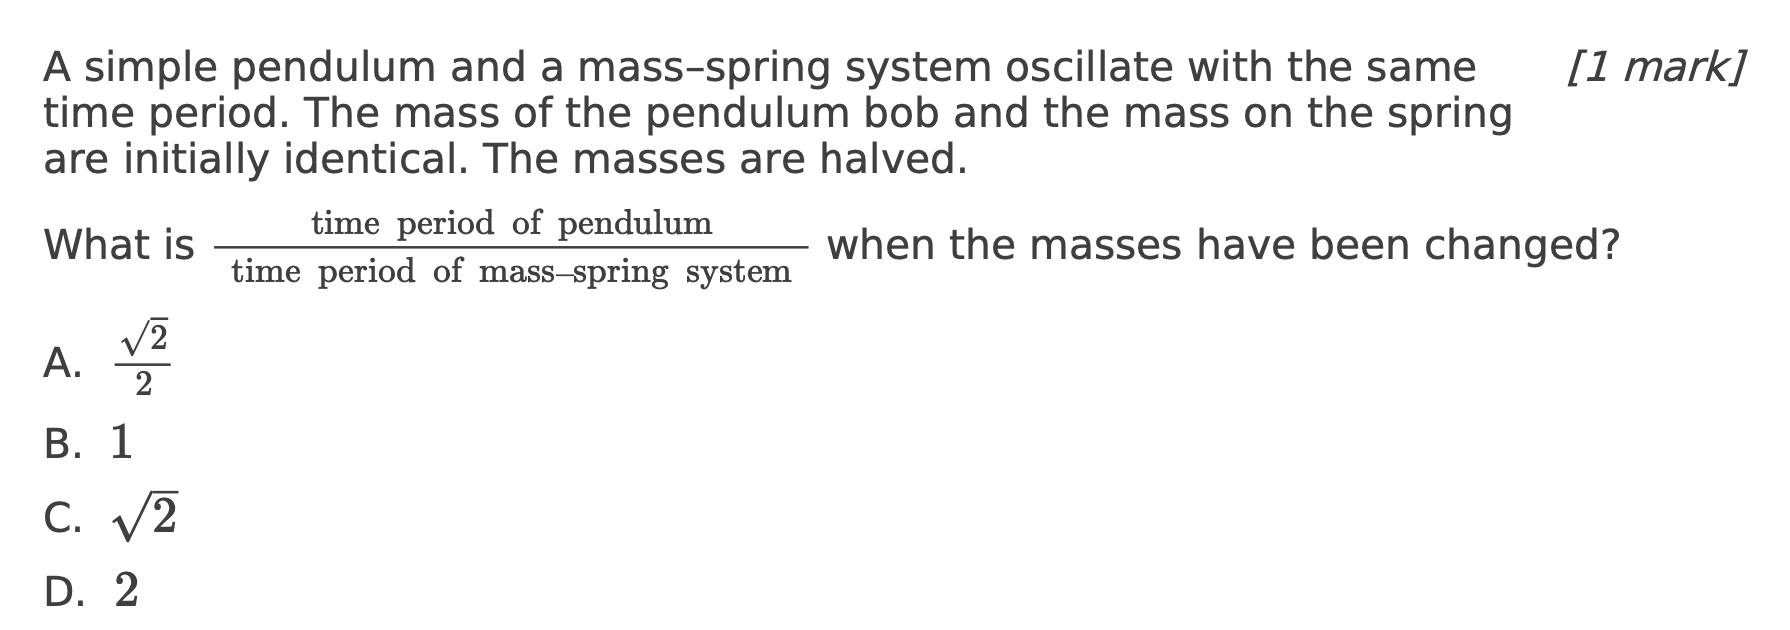 A simple pendulum and a mass–spring system oscillate with the same [1 mark]
time period. The mass of the pendulum bob and the mass on the spring
are initially identical. The masses are halved.
What is \frac{time period of pendulum}{time period of mass–spring system} when the masses have been changed?
A. \frac{\sqrt{2}}{2}
B. 1
C. \sqrt{2}
D. 2